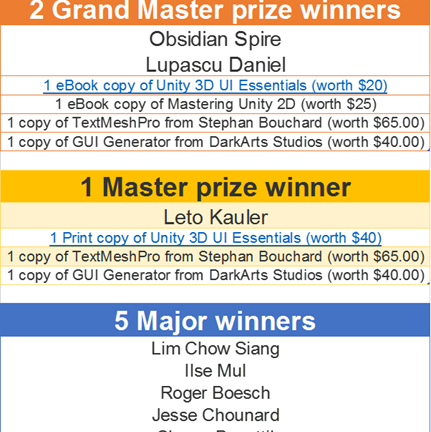 2 Grand Master prize winners
Obsidian Spire
Lupascu Daniel
1 eBook copy of Unity 3D UI Essentials (worth $20)
1 eBook copy of Mastering Unity 2D (worth $25)
1 copy of TextMeshPro from Stephan Bouchard (worth $65.00)
1 copy of GUI Generator from DarkArts Studios (worth $40.00)
1 Master prize winner
Leto Kauler
1 Print copy of Unity 3D UI Essentials (worth $40)
1 copy of TextMeshPro from Stephan Bouchard (worth $65.00)
1 copy of GUI Generator from DarkArts Studios (worth $40.00)
5 Major winners
Lim Chow Siang
Ilse Mul
Roger Boesch
Jesse Chounard